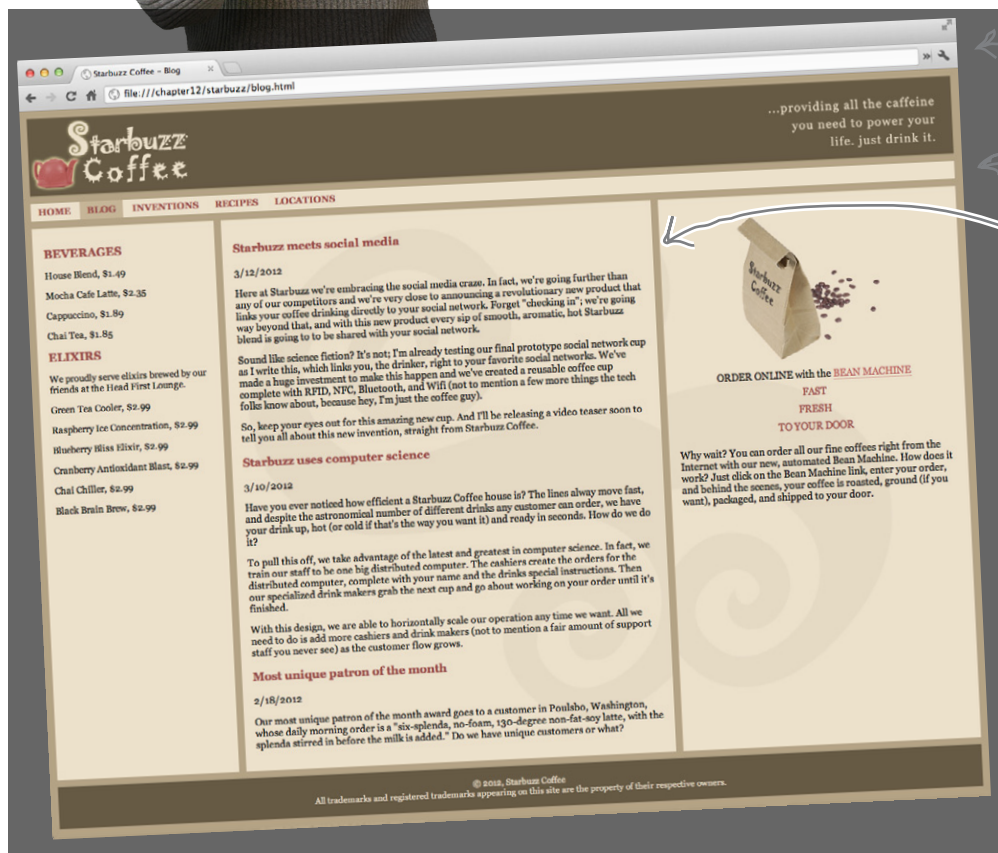 Starbuzz Coffee - Blog
file:///chapter12/starbuzz/blog.html
Starbuzz
Coffee
...providing all the caffeine
you need to power your
life. just drink it.
HOME BLOG INVENTIONS RECIPES LOCATIONS
BEVERAGES
House Blend, $1.49
Mocha Cafe Latte, $2.35
Cappuccino, $1.89
Chai Tea, $1.85
ELIXIRS
We proudly serve elixirs brewed by our
friends at the Head First Lounge.
Green Tea Cooler, $2.99
Raspberry Ice Concentration, $2.99
Blueberry Bliss Elixir, $2.99
Cranberry Antioxidant Blast, $2.99
Chai Chiller, $2.99
Black Brain Brew, $2.99
Starbuzz meets social media
3/12/2012
Here at Starbuzz we're embracing the social media craze. In fact, we're going further than
any of our competitors and we're very close to announcing a revolutionary new product that
links your coffee drinking directly to your social network. Forget "checking in"; we're going
way beyond that, and with this new product every sip of smooth, aromatic, hot Starbuzz
blend is going to to be shared with your social network.
Sound like science fiction? It's not; I'm already testing our final prototype social network cup
as I write this, which links you, the drinker, right to your favorite social networks. We've
made a huge investment to make this happen and we've created a reusable coffee cup
complete with RFID, NFC, Bluetooth, and Wifi (not to mention a few more things the tech
folks know about, because hey, I'm just the coffee guy).
So, keep your eyes out for this amazing new cup. And I'll be releasing a video teaser soon to
tell you all about this new invention, straight from Starbuzz Coffee.
Starbuzz uses computer science
3/10/2012
Have you ever noticed how efficient a Starbuzz Coffee house is? The lines alway move fast,
and despite the astronomical number of different drinks any customer can order, we have
your drink up, hot (or cold if that's the way you want it) and ready in seconds. How do we do
it?
To pull this off, we take advantage of the latest and greatest in computer science. In fact, we
train our staff to be one big distributed computer. The cashiers create the orders for the
distributed computer, complete with your name and the drinks special instructions. Then
our specialized drink makers grab the next cup and go about working on your order until it's
finished.
With this design, we are able to horizontally scale our operation any time we want. All we
need to do is add more cashiers and drink makers (not to mention a fair amount of support
staff you never see) as the customer flow grows.
Most unique patron of the month
2/18/2012
Our most unique patron of the month award goes to a customer in Poulsbo, Washington,
whose daily morning order is a "six-splenda, no-foam, 130-degree non-fat-soy latte, with the
splenda stirred in before the milk is added." Do we have unique customers or what?
Starbuzz
Coffee
ORDER ONLINE with the BEAN MACHINE
FAST
FRESH
TO YOUR DOOR
Why wait? You can order all our fine coffees right from the
Internet with our new, automated Bean Machine. How does it
work? Just click on the Bean Machine link, enter your order,
and behind the scenes, your coffee is roasted, ground (if you
want), packaged, and shipped to your door.
© 2012, Starbuzz Coffee
All trademarks and registered trademarks appearing on this site are the property of their respective owners.